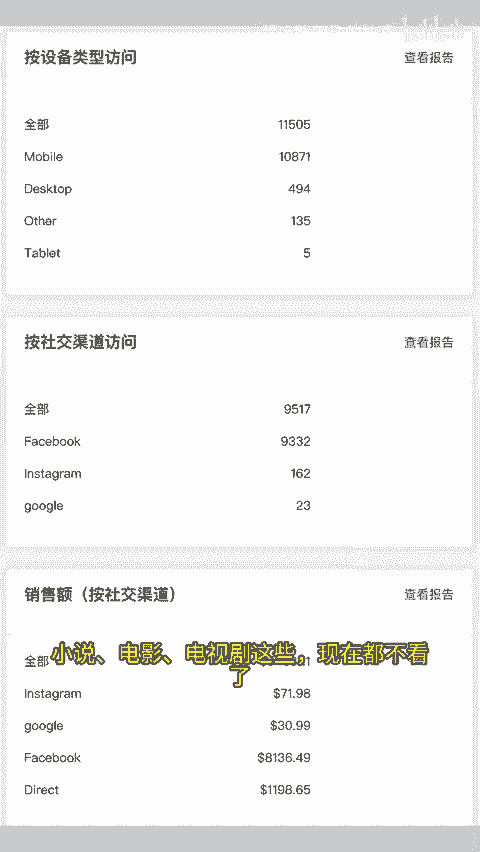 按设备类型访问 查看报告
全部 11505
Mobile 10871
Desktop 494
Other 135
Tablet 5
按社交渠道访问 查看报告
全部 9517
Facebook 9332
Instagram 162
google 23
销售额（按社交渠道） 查看报告
全部
小说、电影、电视剧这些，现在都不看
了
Instagram $71.98
google $30.99
Facebook $8136.49
Direct $1198.65